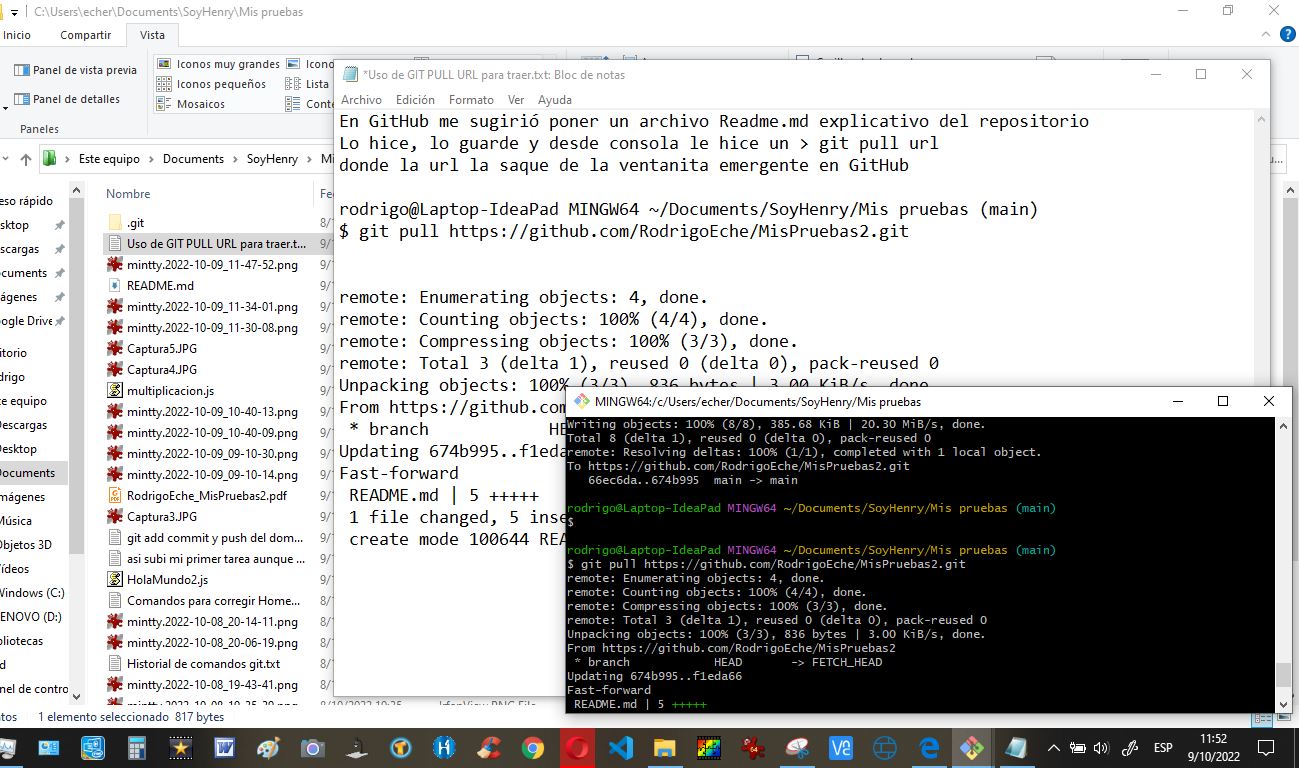 C:\Users\echer\Documents\SoyHenry\Mis pruebas
Inicio Compartir Vista
Panel de vista previa
Panel de detalles
Paneles
Iconos muy grandes
Iconos pequeños Lista
Mosaicos
Este equipo > Documents > SoyHenry >
Nombre
eso rápido
sktop
scargas
cuments
ágenes
ogle Drive
itorio
drigo
te equipo
Descargas
Desktop
Documents
mágenes
Música
Objetos 3D
ídeos
Windows (C:)
ENOVO (D:)
bliotecas
d
nel de contro
.git
Uso de GIT PULL URL para traer.t...
mintty.2022-10-09_11-47-52.png
README.md
mintty.2022-10-09_11-34-01.png
mintty.2022-10-09_11-30-08.png
Captura5.JPG
Captura4.JPG
multiplicacion.js
mintty.2022-10-09_10-40-13.png
mintty.2022-10-09_10-40-09.png
mintty.2022-10-09_09-10-30.png
mintty.2022-10-09_09-10-14.png
RodrigoEche_MisPruebas2.pdf
Captura3.JPG
git add commit y push del dom...
asi subi mi primer tarea aunque ...
HolaMundo2.js
Comandos para corregir Home...
mintty.2022-10-08_20-14-11.png
mintty.2022-10-08_20-06-19.png
Historial de comandos git.txt
mintty.2022-10-08_19-43-41.png
tos 1 elemento seleccionado 817 bytes
*Uso de GIT PULL URL para traer.txt: Bloc de notas
Archivo Edición Formato Ver Ayuda
En GitHub me sugirió poner un archivo Readme.md explicativo del repositorio
Lo hice, lo guarde y desde consola le hice un > git pull url
donde la url la saque de la ventanita emergente en GitHub
rodrigo@Laptop-IdeaPad MINGW64 ~/Documents/SoyHenry/Mis pruebas (main)
$ git pull https://github.com/RodrigoEche/MisPruebas2.git
remote: Enumerating objects: 4, done.
remote: Counting objects: 100% (4/4), done.
remote: Compressing objects: 100% (3/3), done.
remote: Total 3 (delta 1), reused 0 (delta 0), pack-reused 0
Unpacking objects: 100% (3/3), 836 bytes | 3.00 KiB/s, done.
From https://github.com
* branch HE
Updating 674b995..f1eda
Fast-forward
README.md | 5 +++++
1 file changed, 5 inse
create mode 100644 REA
MINGW64:/c/Users/echer/Documents/SoyHenry/Mis pruebas
Writing objects: 100% (8/8), 385.68 KiB | 20.30 MiB/s, done.
Total 8 (delta 1), reused 0 (delta 0), pack-reused 0
remote: Resolving deltas: 100% (1/1), completed with 1 local object.
To https://github.com/RodrigoEche/MisPruebas2.git
66ec6da..674b995 main -> main
rodrigo@Laptop-IdeaPad MINGW64 ~/Documents/SoyHenry/Mis pruebas (main)
$
rodrigo@Laptop-IdeaPad MINGW64 ~/Documents/SoyHenry/Mis pruebas (main)
$ git pull https://github.com/RodrigoEche/MisPruebas2.git
remote: Enumerating objects: 4, done.
remote: Counting objects: 100% (4/4), done.
remote: Compressing objects: 100% (3/3), done.
remote: Total 3 (delta 1), reused 0 (delta 0), pack-reused 0
Unpacking objects: 100% (3/3), 836 bytes | 3.00 KiB/s, done.
From https://github.com/RodrigoEche/MisPruebas2
* branch HEAD -> FETCH_HEAD
Updating 674b995..f1eda66
Fast-forward
README.md | 5 +++++
ESP
11:52
9/10/2022